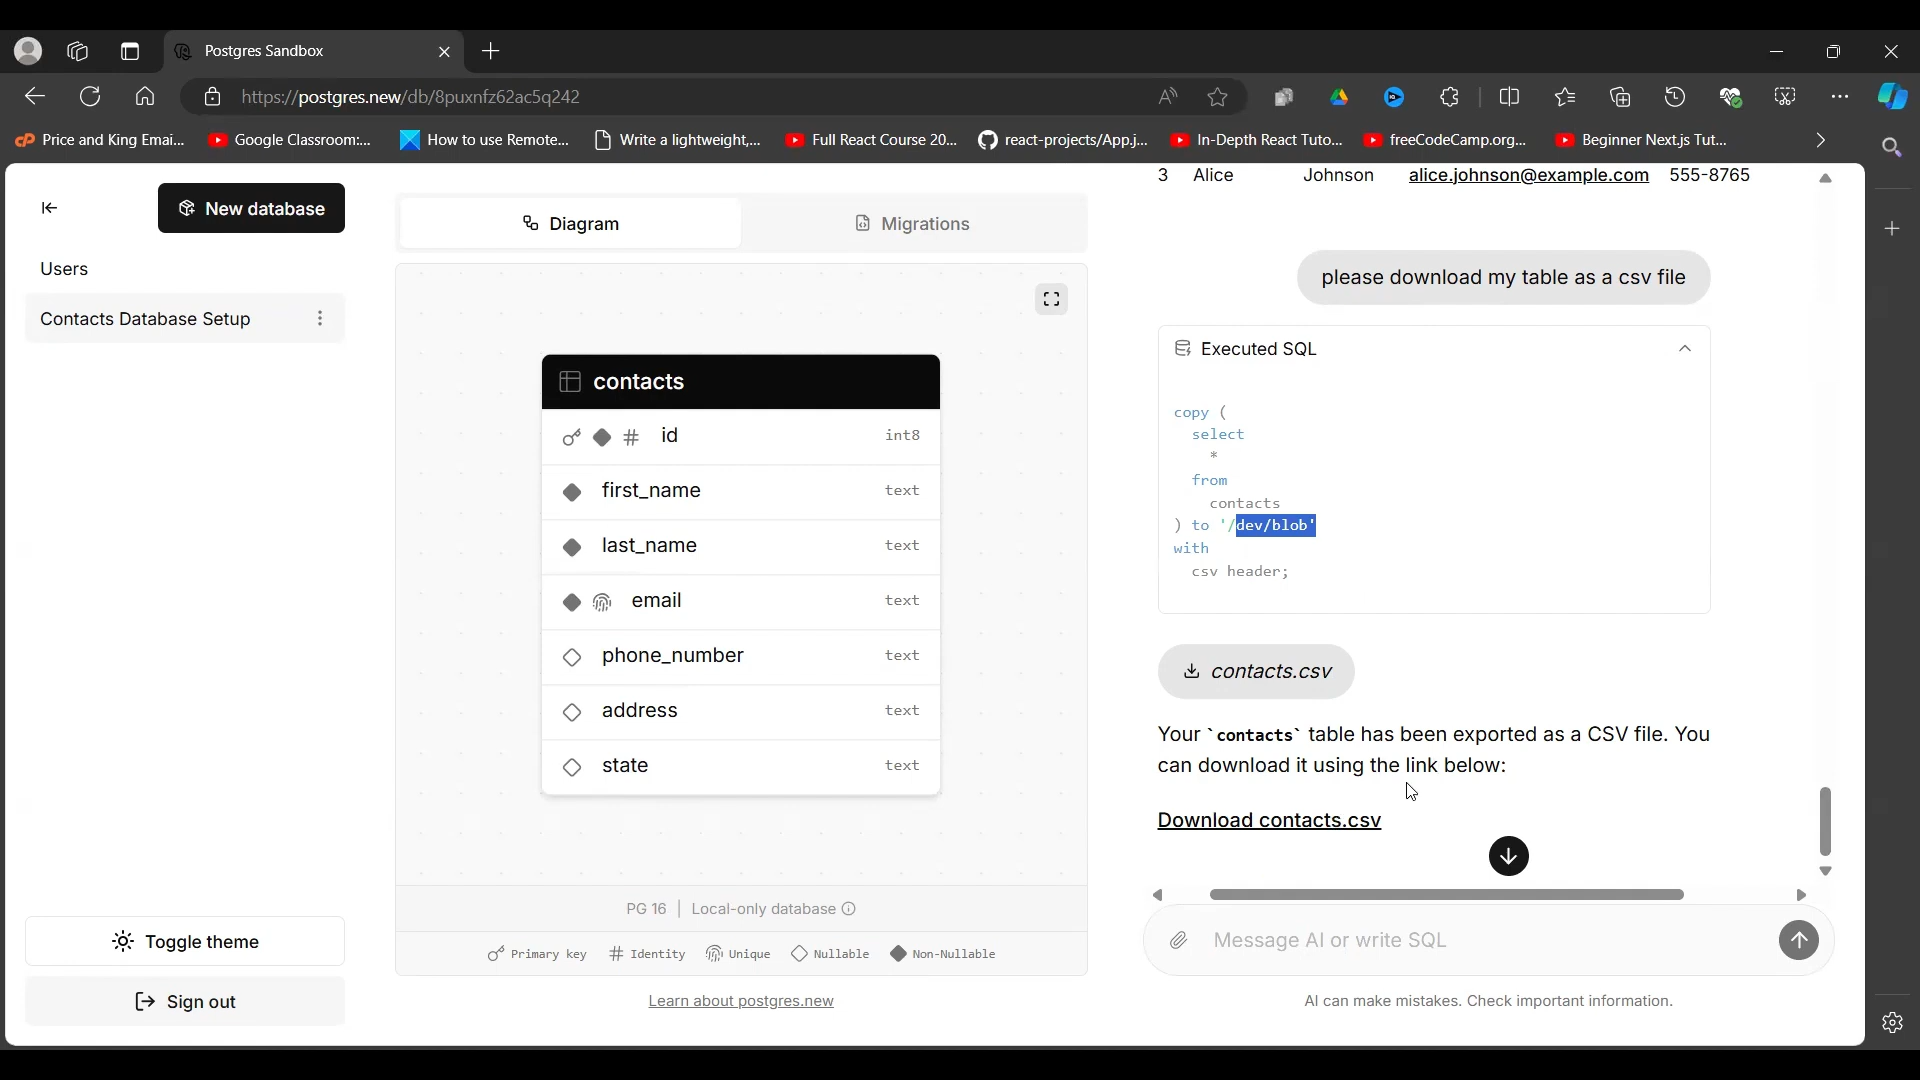 Postgres Sandbox
https://postgres.new/db/8puxnfz62ac5q242
Price and King Emai...
Google Classroom:...
How to use Remote...
Write a lightweight,...
Full React Course 20...
react-projects/App.j...
In-Depth React Tuto...
freeCodeCamp.org...
Beginner Next.js Tut...
New database
Users
Contacts Database Setup
Toggle theme
Sign out
Diagram
Migrations
contacts
id int8
first_name text
last_name text
email text
phone_number text
address text
state text
PG 16 | Local-only database
Primary key # Identity Unique Nullable Non-Nullable
Learn about postgres.new
3 Alice Johnson alice.johnson@example.com 555-8765
please download my table as a csv file
Executed SQL
copy (
select
*
from
contacts
) to '/dev/blob'
with
csv header;
contacts.csv
Your `contacts` table has been exported as a CSV file. You
can download it using the link below:
Download contacts.csv
Message AI or write SQL
AI can make mistakes. Check important information.